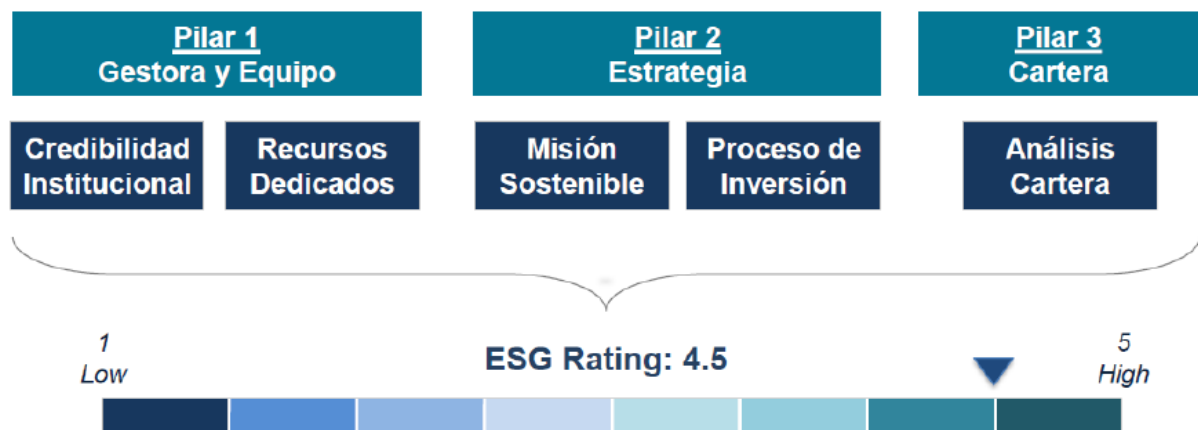 Pilar 1
Gestora y Equipo
Pilar 2
Estrategia
Pilar 3
Cartera
Credibilidad
Institucional
Recursos
Dedicados
Misión
Sostenible
Proceso de
Inversión
Análisis
Cartera
1
Low
ESG Rating: 4.5
5
High